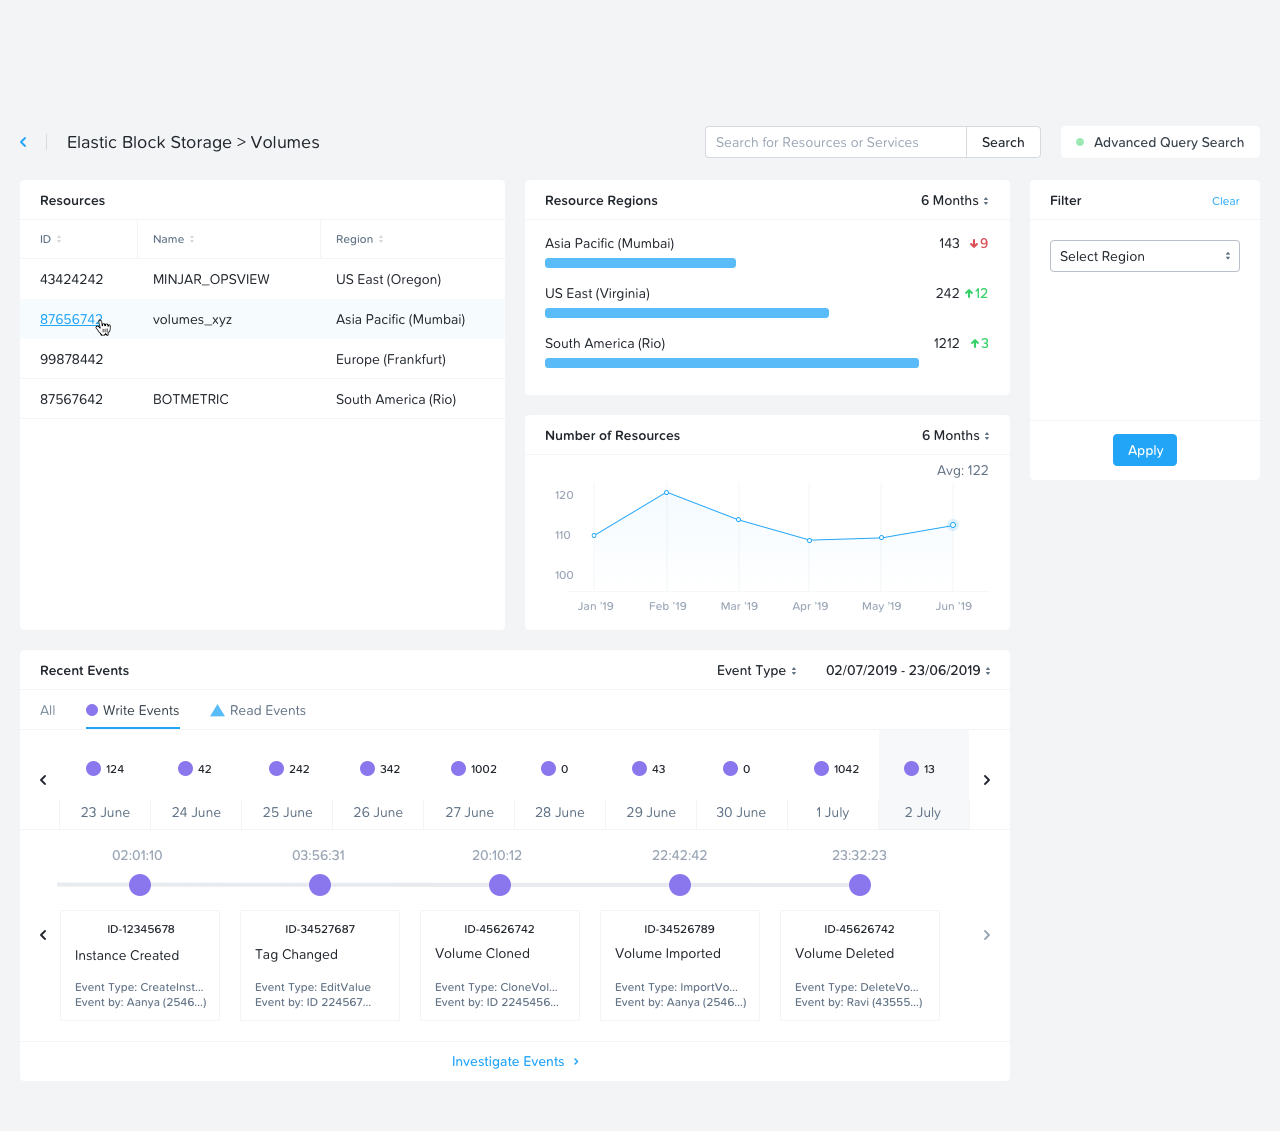 Elastic Block Storage > Volumes
Search for Resources or Services
Search
Advanced Query Search
Resources
ID
Name
Region
43424242
MINJAR_OPSVIEW
US East (Oregon)
87656742
volumes_xyz
Asia Pacific (Mumbai)
99878442
Europe (Frankfurt)
87567642
BOTMETRIC
South America (Rio)
Resource Regions
6 Months
Asia Pacific (Mumbai)
143
9
US East (Virginia)
242
12
South America (Rio)
1212
3
Number of Resources
6 Months
Avg: 122
120
110
100
Jan '19
Feb '19
Mar '19
Apr '19
May '19
Jun '19
Filter
Clear
Select Region
Apply
Recent Events
Event Type
02/07/2019 - 23/06/2019
All
Write Events
Read Events
124
42
242
342
1002
0
43
0
1042
13
23 June
24 June
25 June
26 June
27 June
28 June
29 June
30 June
1 July
2 July
02:01:10
03:56:31
20:10:12
22:42:42
23:32:23
ID-12345678
Instance Created
Event Type: CreateInst...
Event by: Aanya (2546...)
ID-34527687
Tag Changed
Event Type: EditValue
Event by: ID 224567...
ID-45626742
Volume Cloned
Event Type: CloneVol...
Event by: ID 2245456...
ID-34526789
Volume Imported
Event Type: ImportVo...
Event by: Aanya (2546...)
ID-45626742
Volume Deleted
Event Type: DeleteVo...
Event by: Ravi (43555...)
Investigate Events